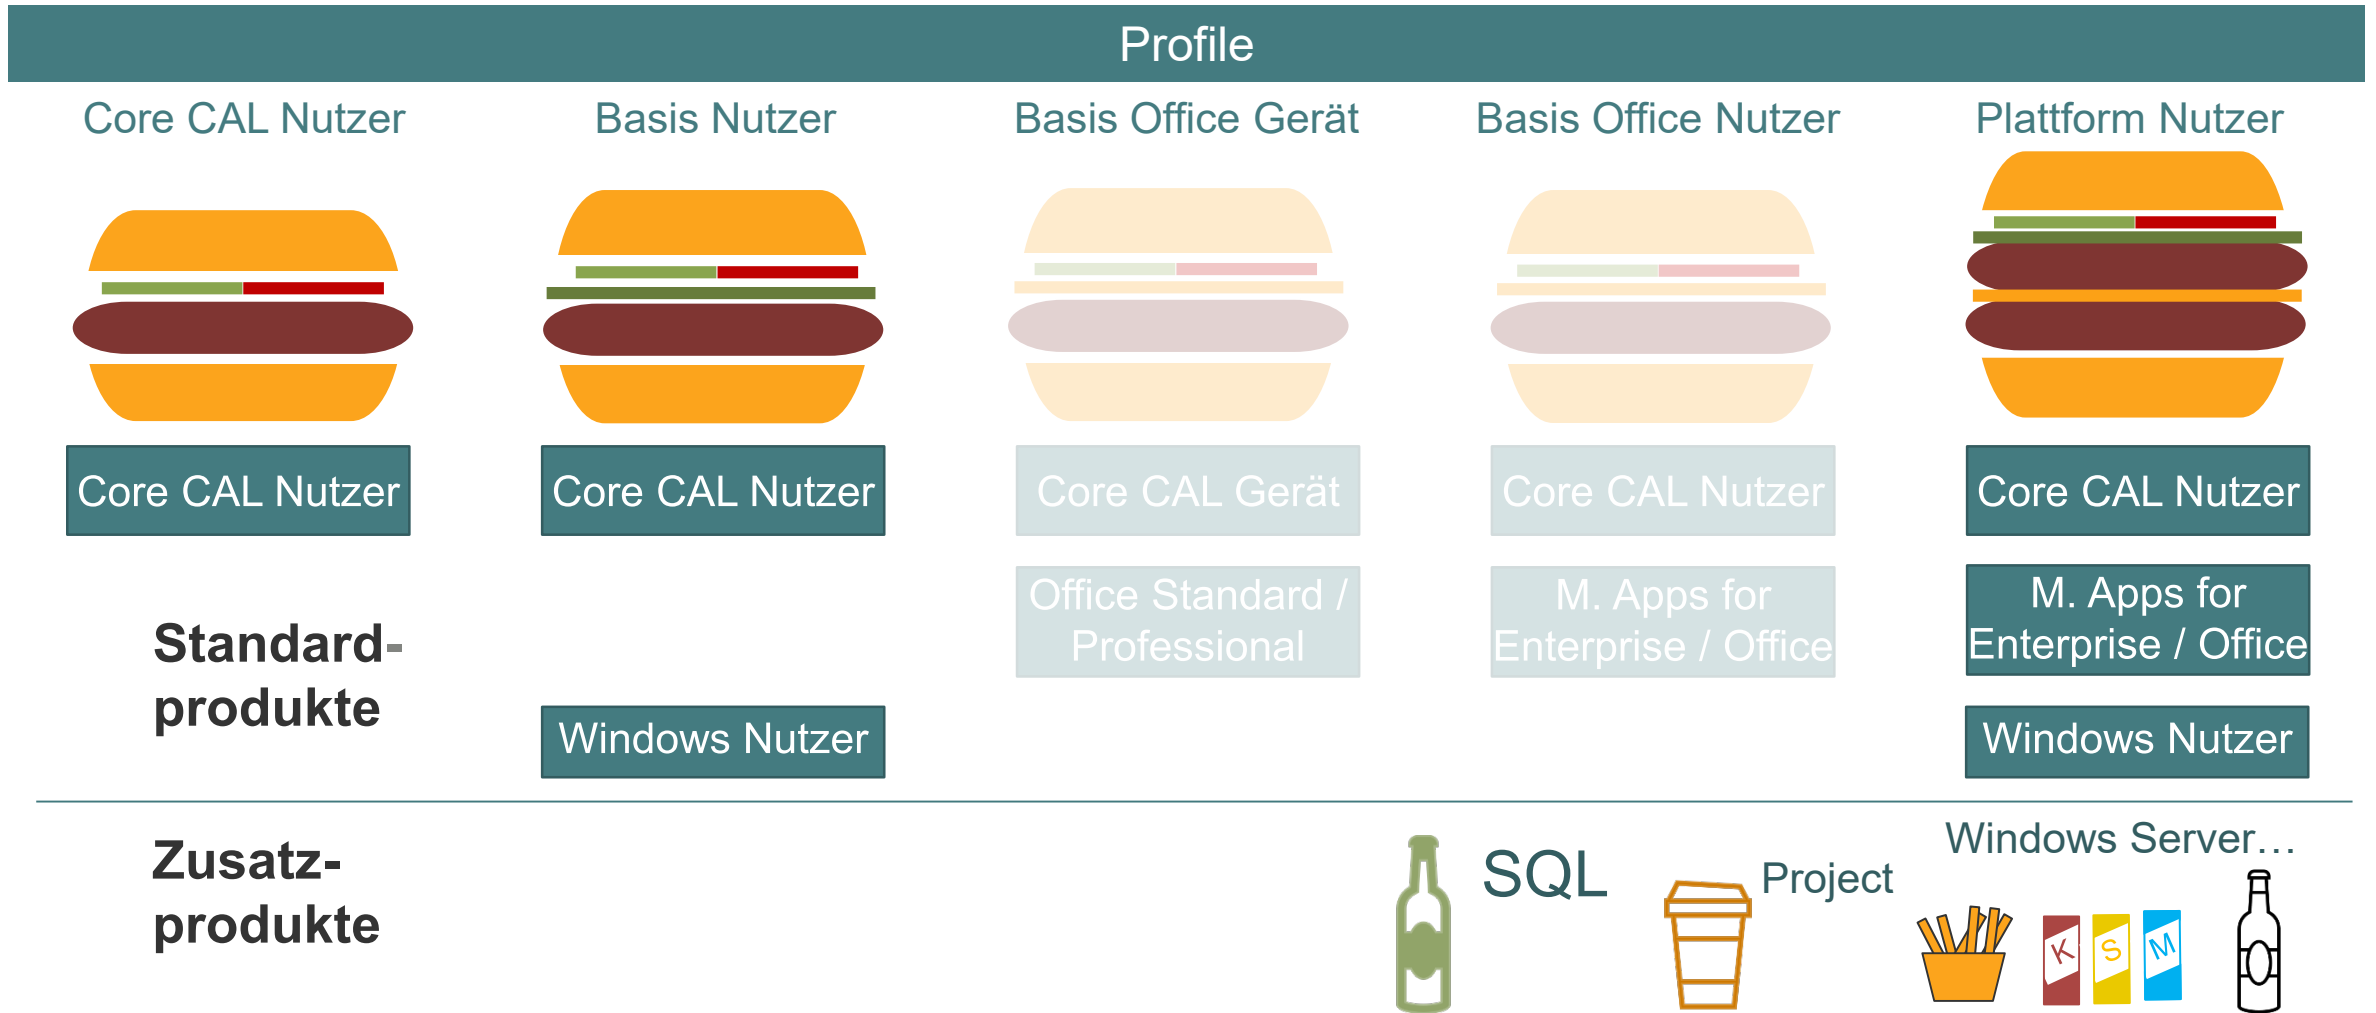 Profile
Core CAL Nutzer
Basis Nutzer
Basis Office Gerät
Basis Office Nutzer
Plattform Nutzer
Core CAL Nutzer
Core CAL Nutzer
Core CAL Gerät
Core CAL Nutzer
Core CAL Nutzer
Office Standard /
Professional
M. Apps for
Enterprise / Office
M. Apps for
Enterprise / Office
Standard-
produkte
Windows Nutzer
Windows Nutzer
Zusatz-
produkte
SQL
Project
Windows Server...
K
S
M